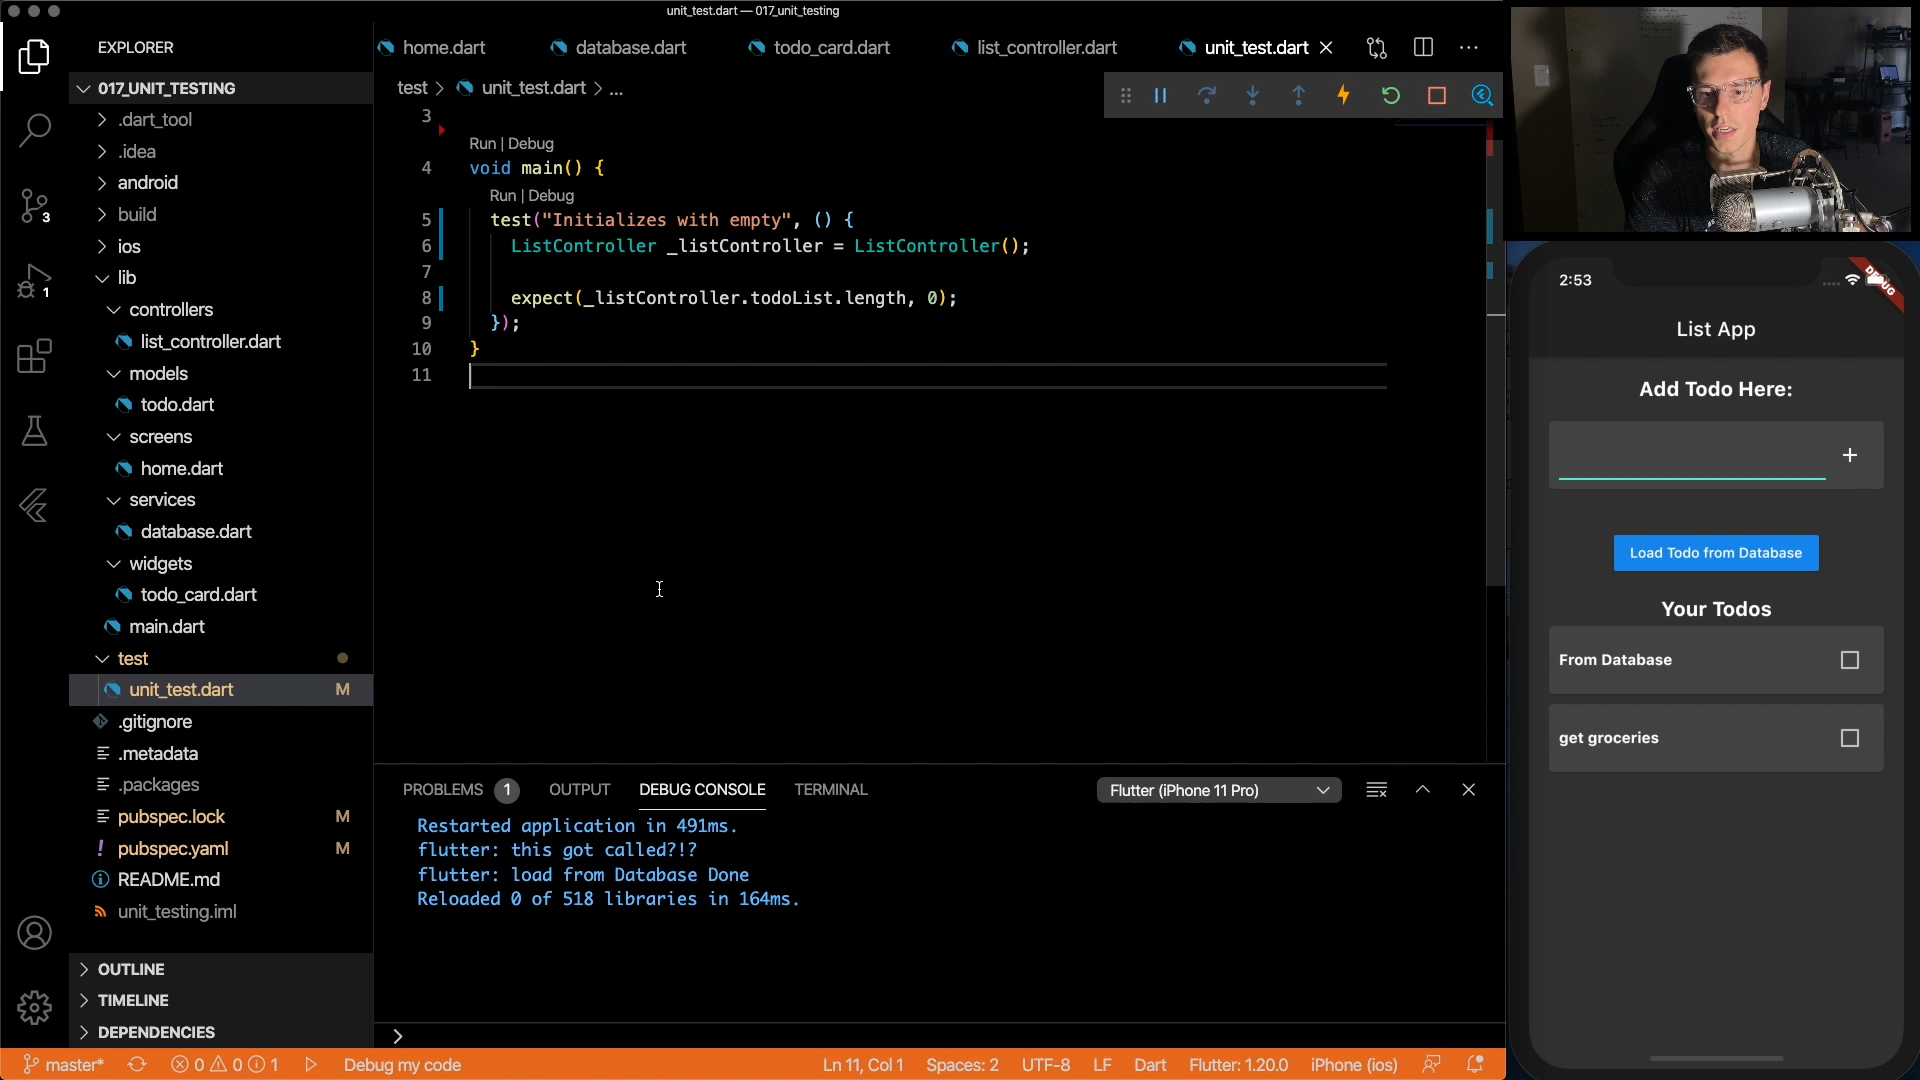 unit_test.dart — 017_unit_testing
EXPLORER
017_UNIT_TESTING
.dart_tool
.idea
android
build
ios
lib
controllers
list_controller.dart
models
todo.dart
screens
home.dart
services
database.dart
widgets
todo_card.dart
main.dart
test
unit_test.dart M
.gitignore
.metadata
.packages
pubspec.lock M
! pubspec.yaml M
README.md
unit_testing.iml
OUTLINE
TIMELINE
DEPENDENCIES
3
1
home.dart database.dart todo_card.dart list_controller.dart unit_test.dart
test > unit_test.dart > ...
3
Run | Debug
4 void main() {
Run | Debug
5 test("Initializes with empty", () {
6 ListController _listController = ListController();
7
8 expect(_listController.todoList.length, 0);
9 });
10 }
11
PROBLEMS 1 OUTPUT DEBUG CONSOLE TERMINAL Flutter (iPhone 11 Pro)
Restarted application in 491ms.
flutter: this got called?!?
flutter: load from Database Done
Reloaded 0 of 518 libraries in 164ms.
>
master* 0 0 1 Debug my code Ln 11, Col 1 Spaces: 2 UTF-8 LF Dart Flutter: 1.20.0 iPhone (ios)
2:53
DEBUG
List App
Add Todo Here:
+
Load Todo from Database
Your Todos
From Database
get groceries